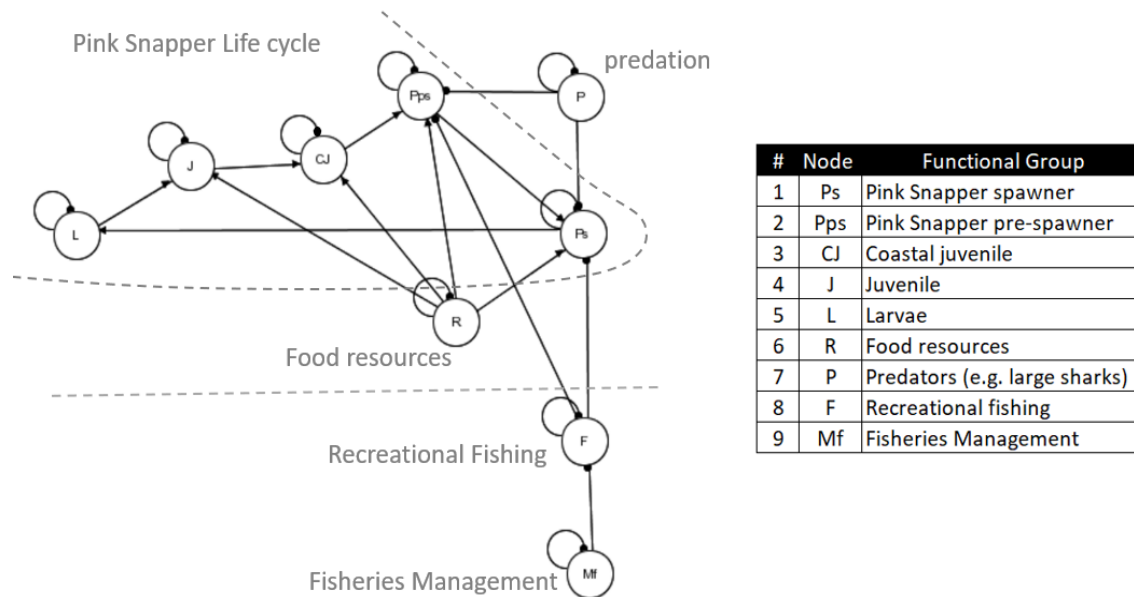 Pink Snapper Life cycle
predation
Pps
P
J
CJ
L
Ps
R
Food resources
Recreational Fishing
F
Fisheries Management
Mf
# Node Functional Group
1 Ps Pink Snapper spawner
2 Pps Pink Snapper pre-spawner
3 CJ Coastal juvenile
4 J Juvenile
5 L Larvae
6 R Food resources
7 P Predators (e.g. large sharks)
8 F Recreational fishing
9 Mf Fisheries Management